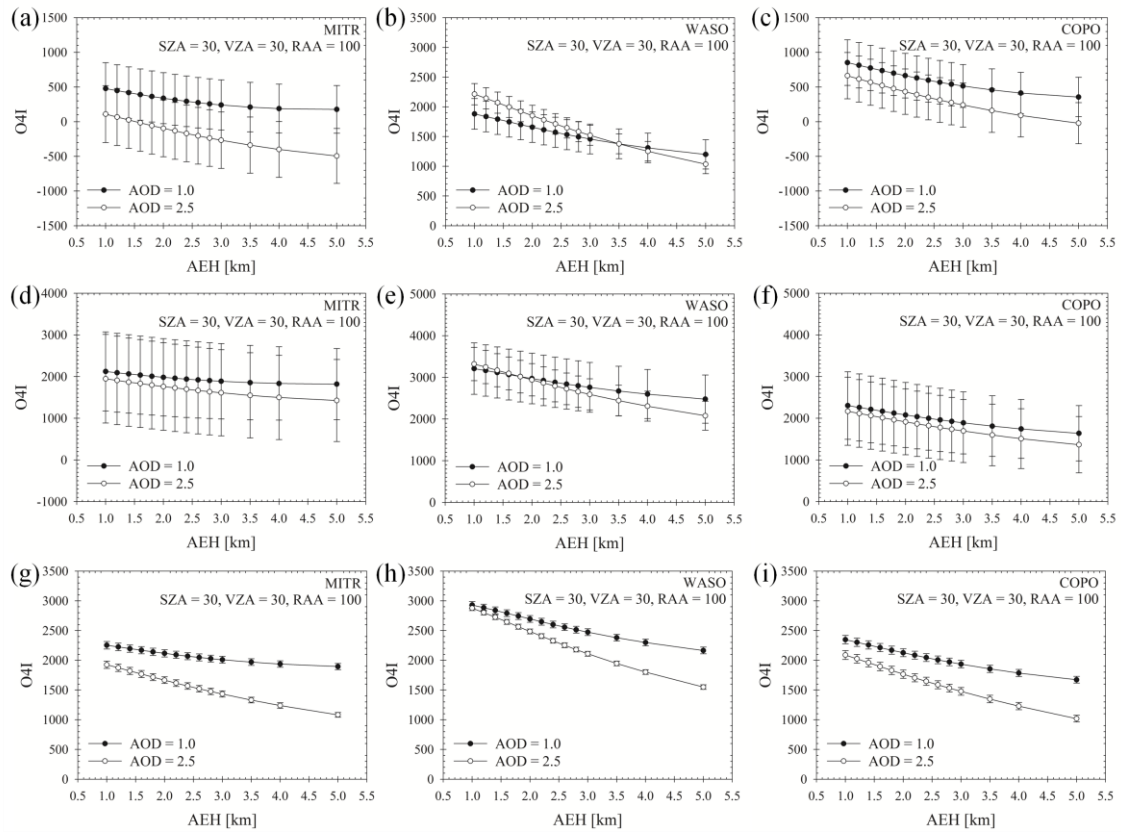 (a)
MITR
SZA = 30, VZA = 30, RAA = 100
1500
1000
500
0
-500
-1000
-1500
O4I
AOD = 1.0
AOD = 2.5
0.5 1.0 1.5 2.0 2.5 3.0 3.5 4.0 4.5 5.0 5.5
AEH [km]
(b)
WASO
SZA = 30, VZA = 30, RAA = 100
3500
3000
2500
2000
1500
1000
500
0
O4I
AOD = 1.0
AOD = 2.5
0.5 1.0 1.5 2.0 2.5 3.0 3.5 4.0 4.5 5.0 5.5
AEH [km]
(c)
COPO
SZA = 30, VZA = 30, RAA = 100
1500
1000
500
0
-500
-1000
-1500
O4I
AOD = 1.0
AOD = 2.5
0.5 1.0 1.5 2.0 2.5 3.0 3.5 4.0 4.5 5.0 5.5
AEH [km]
(d)
MITR
SZA = 30, VZA = 30, RAA = 100
4000
3000
2000
1000
0
-1000
O4I
AOD = 1.0
AOD = 2.5
0.5 1.0 1.5 2.0 2.5 3.0 3.5 4.0 4.5 5.0 5.5
AEH [km]
(e)
WASO
SZA = 30, VZA = 30, RAA = 100
5000
4000
3000
2000
1000
0
O4I
AOD = 1.0
AOD = 2.5
0.5 1.0 1.5 2.0 2.5 3.0 3.5 4.0 4.5 5.0 5.5
AEH [km]
(f)
COPO
SZA = 30, VZA = 30, RAA = 100
5000
4000
3000
2000
1000
0
O4I
AOD = 1.0
AOD = 2.5
0.5 1.0 1.5 2.0 2.5 3.0 3.5 4.0 4.5 5.0 5.5
AEH [km]
(g)
MITR
SZA = 30, VZA = 30, RAA = 100
3500
3000
2500
2000
1500
1000
500
0
O4I
AOD = 1.0
AOD = 2.5
0.5 1.0 1.5 2.0 2.5 3.0 3.5 4.0 4.5 5.0 5.5
AEH [km]
(h)
WASO
SZA = 30, VZA = 30, RAA = 100
3500
3000
2500
2000
1500
1000
500
0
O4I
AOD = 1.0
AOD = 2.5
0.5 1.0 1.5 2.0 2.5 3.0 3.5 4.0 4.5 5.0 5.5
AEH [km]
(i)
COPO
SZA = 30, VZA = 30, RAA = 100
3500
3000
2500
2000
1500
1000
500
0
O4I
AOD = 1.0
AOD = 2.5
0.5 1.0 1.5 2.0 2.5 3.0 3.5 4.0 4.5 5.0 5.5
AEH [km]